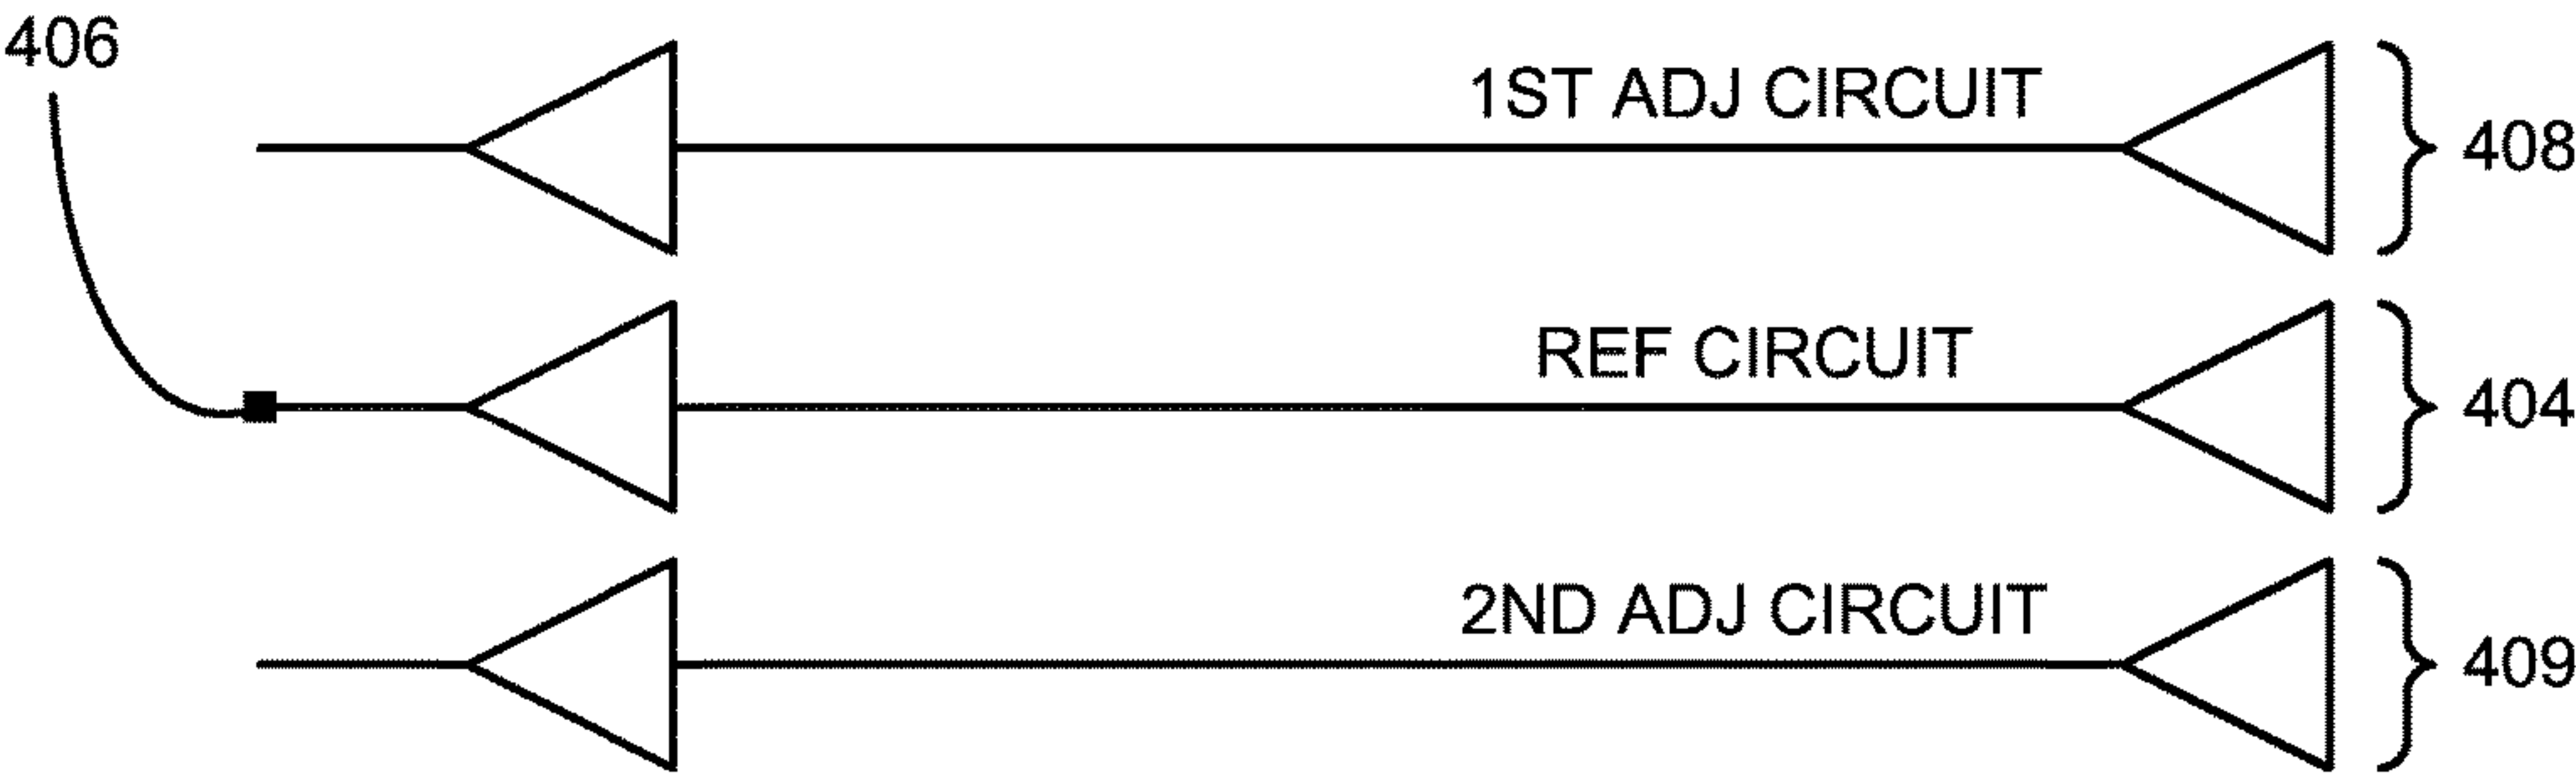 406
1ST ADJ CIRCUIT
408
REF CIRCUIT
404
2ND ADJ CIRCUIT
409